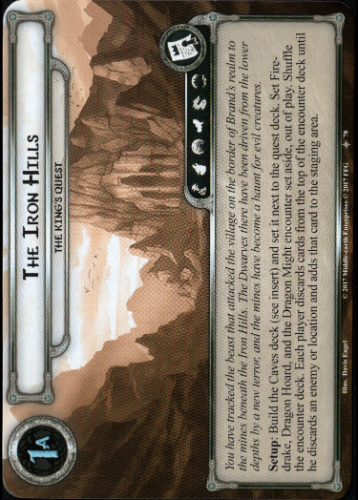 1A
THE IRON HILLS
THE KING'S QUEST
You have tracked the beast that attacked the village on the border of Brand's realm to
the mines beneath the Iron Hills. The Dwarves there have been driven from the lower
depths by a new terror, and the mines have become a haunt for evil creatures.
Setup: Build the Caves deck (see insert) and set it next to the quest deck. Set Fire-
drake, Dragon Hoard, and the Dragon Might encounter set aside, out of play. Shuffle
the encounter deck. Each player discards cards from the top of the encounter deck until
he discards an enemy or location and adds that card to the staging area.
Illus. Davis Engel © 2017 Middle-earth Enterprises © 2017 FFG 78